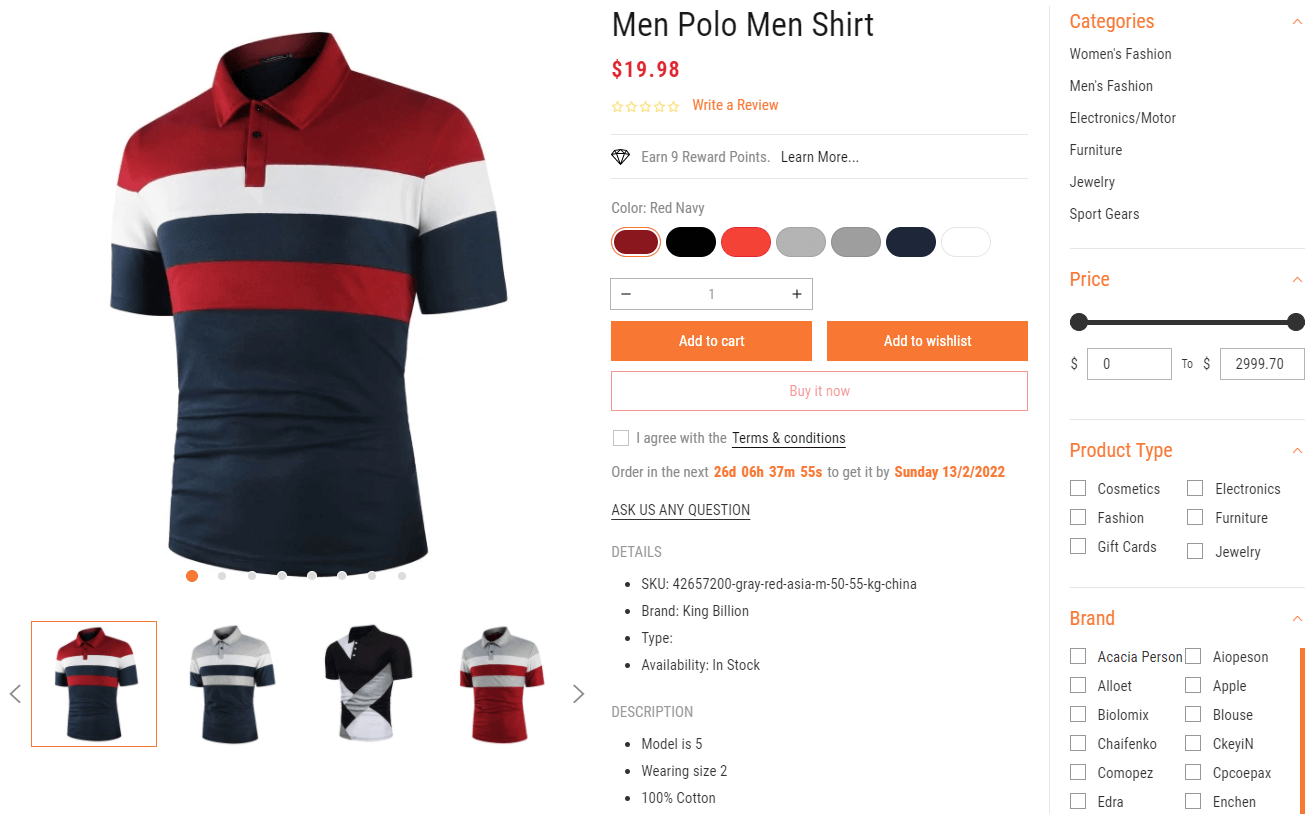 Men Polo Men Shirt
$19.98
Write a Review
Earn 9 Reward Points. Learn More...
Color: Red Navy
− 1 +
Add to cart
Add to wishlist
Buy it now
I agree with the Terms & conditions
Order in the next 26d 06h 37m 55s to get it by Sunday 13/2/2022
ASK US ANY QUESTION
DETAILS
SKU: 42657200-gray-red-asia-m-50-55-kg-china
Brand: King Billion
Type:
Availability: In Stock
DESCRIPTION
Model is 5
Wearing size 2
100% Cotton
Categories
Women's Fashion
Men's Fashion
Electronics/Motor
Furniture
Jewelry
Sport Gears
Price
$ 0 To $ 2999.70
Product Type
Cosmetics Electronics
Fashion Furniture
Gift Cards Jewelry
Brand
Acacia Person Aiopeson
Alloet Apple
Biolomix Blouse
Chaifenko CkeyiN
Comopez Cpcoepax
Edra Enchen